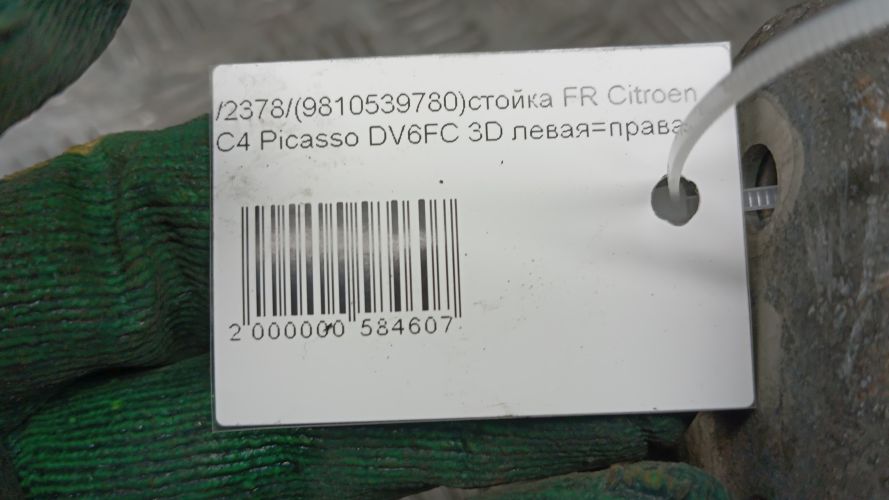 /2378/(9810539780)стойка FR Citroen
C4 Picasso DV6FC 3D левая=права
2 000000 584607